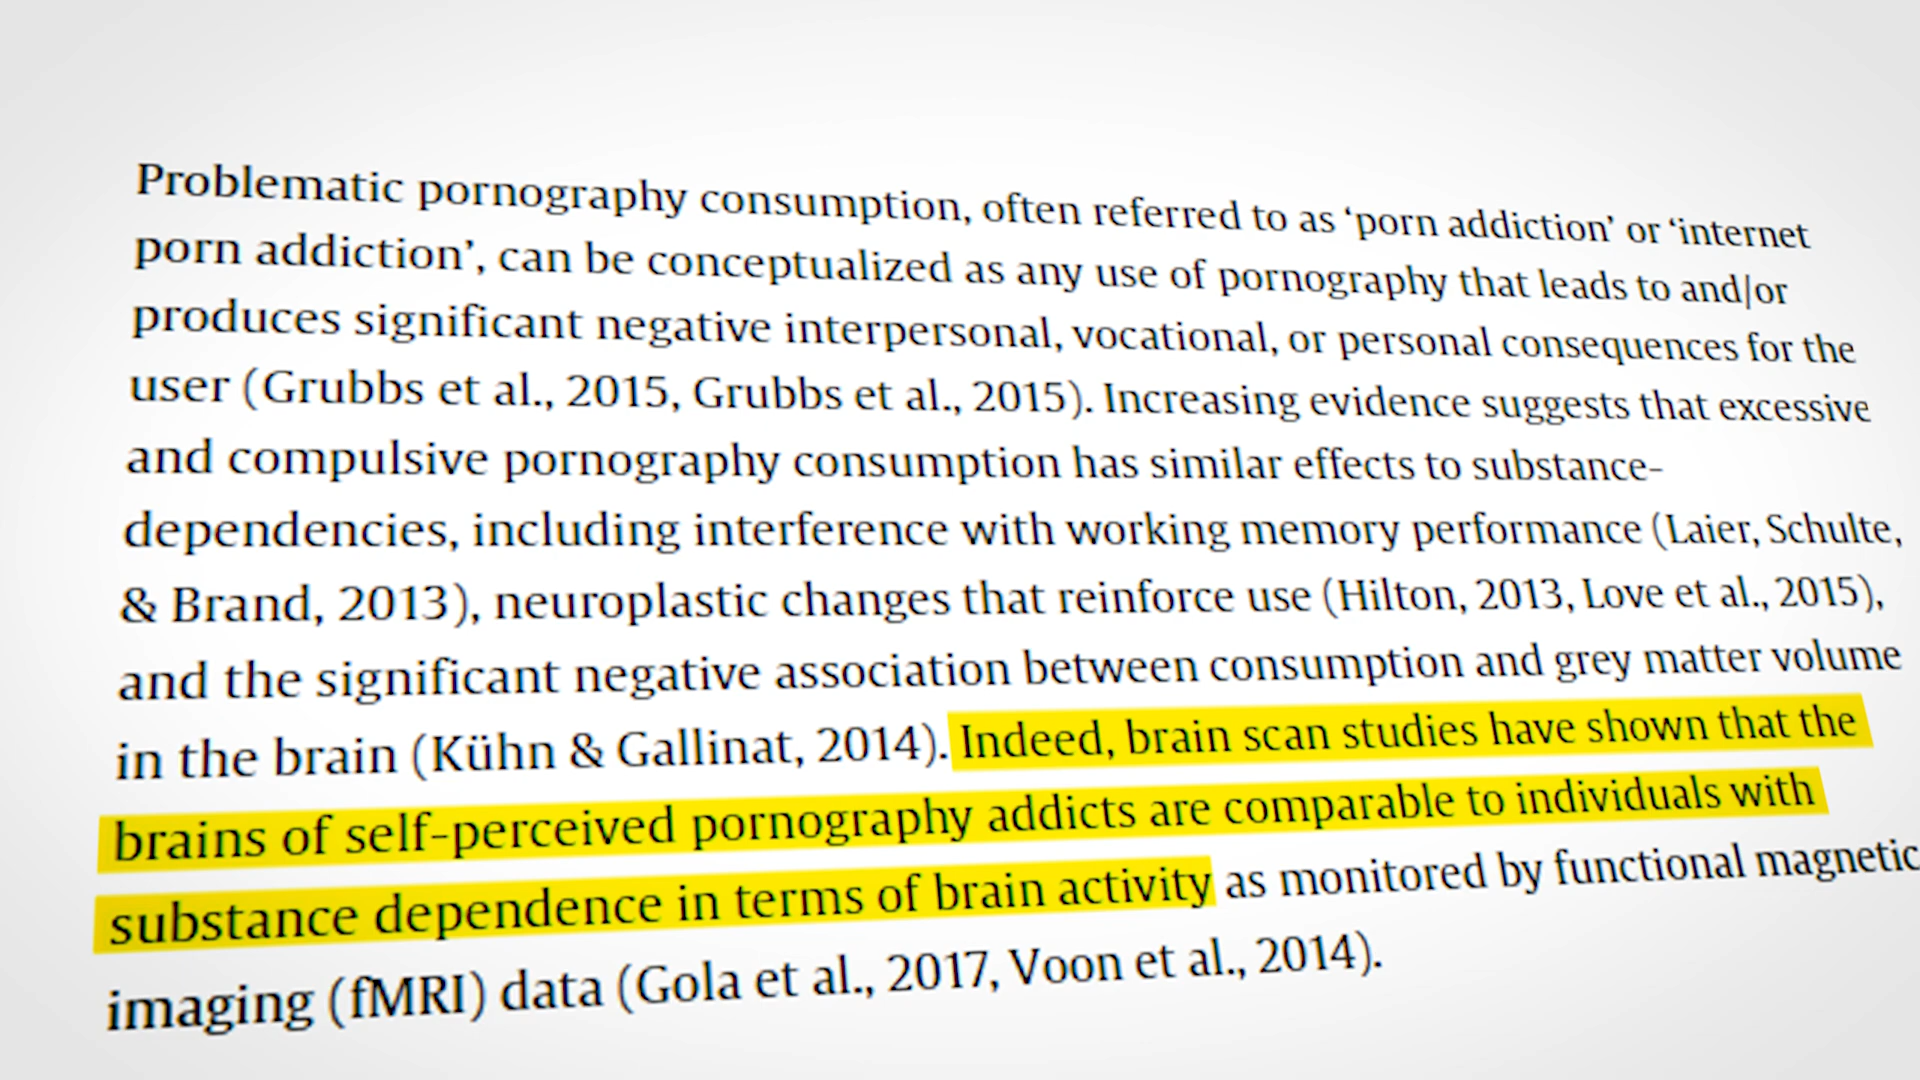 Problematic pornography consumption, often referred to as ‘porn addiction’ or ‘internet
porn addiction’, can be conceptualized as any use of pornography that leads to and/or
produces significant negative interpersonal, vocational, or personal consequences for the
user (Grubbs et al., 2015, Grubbs et al., 2015). Increasing evidence suggests that excessive
and compulsive pornography consumption has similar effects to substance-
dependencies, including interference with working memory performance (Laier, Schulte,
& Brand, 2013), neuroplastic changes that reinforce use (Hilton, 2013, Love et al., 2015),
and the significant negative association between consumption and grey matter volume
in the brain (Kühn & Gallinat, 2014). Indeed, brain scan studies have shown that the
brains of self-perceived pornography addicts are comparable to individuals with
substance dependence in terms of brain activity as monitored by functional magnetic
imaging (fMRI) data (Gola et al., 2017, Voon et al., 2014).